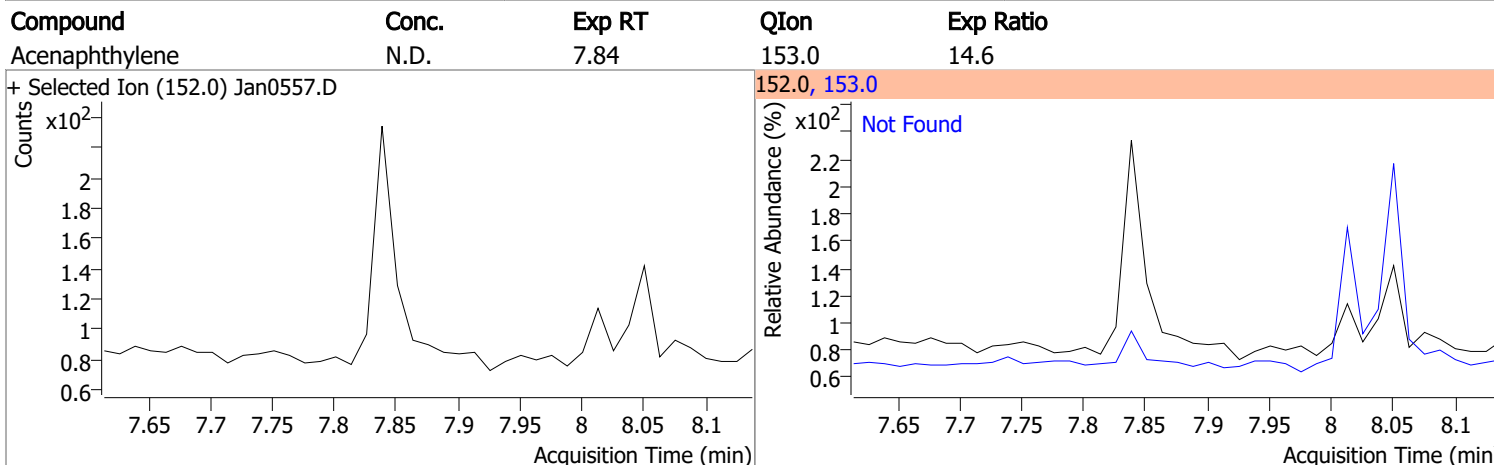 Compound Conc. Exp RT QIon Exp Ratio
Acenaphthylene N.D. 7.84 153.0 14.6
+ Selected Ion (152.0) Jan0557.D
Counts
x10²
2
1.8
1.6
1.4
1.2
1
0.8
0.6
7.65 7.7 7.75 7.8 7.85 7.9 7.95 8 8.05 8.1
Acquisition Time (min)
152.0, 153.0
Relative Abundance (%)
x10²
Not Found
2.2
2
1.8
1.6
1.4
1.2
1
0.8
0.6
7.65 7.7 7.75 7.8 7.85 7.9 7.95 8 8.05 8.1
Acquisition Time (min